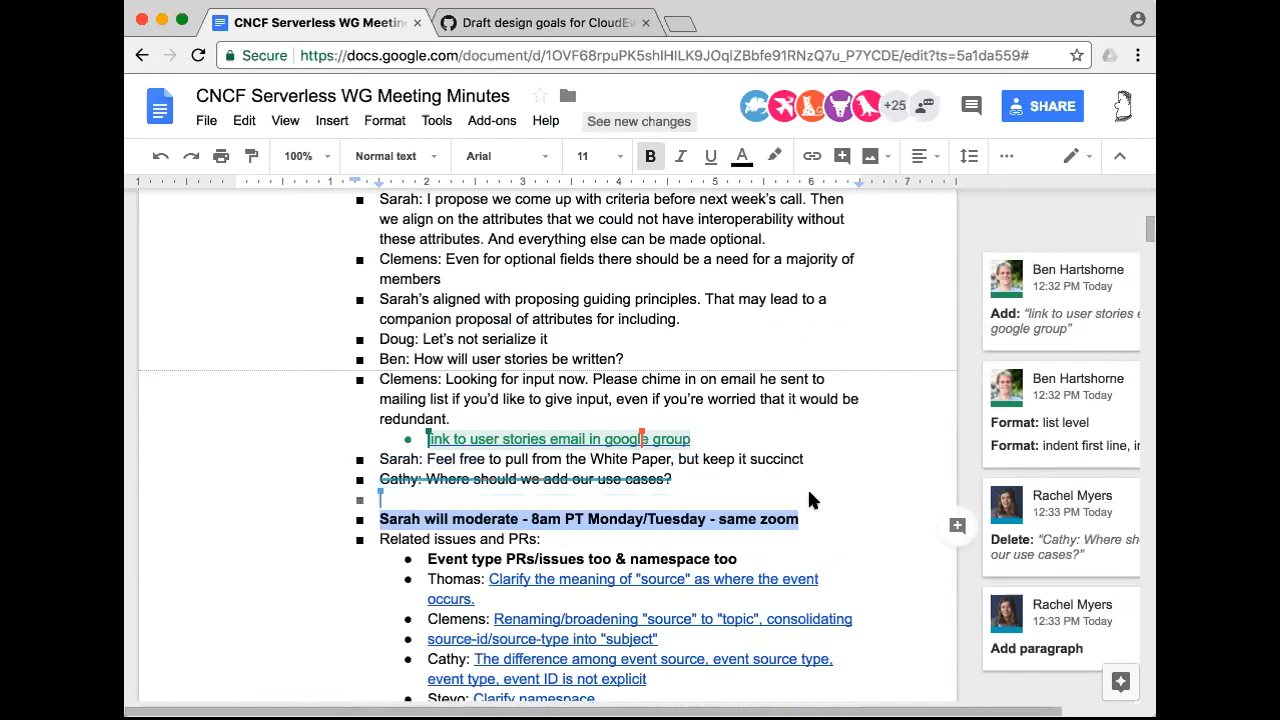 CNCF Serverless WG Meeting
Draft design goals for CloudEv
Secure
https://docs.google.com/document/d/1OVF68rpuPK5shlHILK9JOqlZBbfe91RNzQ7u_P7YCDE/edit?ts=5a1da559#
CNCF Serverless WG Meeting Minutes
+25
SHARE
File Edit View Insert Format Tools Add-ons Help See new changes
100% Normal text Arial 11 B I U A
1 1 2 3 4 5 6 7
Sarah: I propose we come up with criteria before next week's call. Then
we align on the attributes that we could not have interoperability without
these attributes. And everything else can be made optional.
Clemens: Even for optional fields there should be a need for a majority of
members
Sarah's aligned with proposing guiding principles. That may lead to a
companion proposal of attributes for including.
Doug: Let's not serialize it
Ben: How will user stories be written?
Clemens: Looking for input now. Please chime in on email he sent to
mailing list if you'd like to give input, even if you're worried that it would be
redundant.
link to user stories email in google group
Sarah: Feel free to pull from the White Paper, but keep it succinct
Cathy: Where should we add our use cases?
Sarah will moderate - 8am PT Monday/Tuesday - same zoom
Related issues and PRs:
Event type PRs/issues too & namespace too
Thomas: Clarify the meaning of "source" as where the event
occurs.
Clemens: Renaming/broadening "source" to "topic", consolidating
source-id/source-type into "subject"
Cathy: The difference among event source, event source type,
event type, event ID is not explicit
Stevo: Clarify namespace
Ben Hartshorne
12:32 PM Today
Add: "link to user stories e
google group"
Ben Hartshorne
12:32 PM Today
Format: list level
Format: indent first line, in
Rachel Myers
12:33 PM Today
Delete: "Cathy: Where sh
our use cases?"
Rachel Myers
12:33 PM Today
Add paragraph